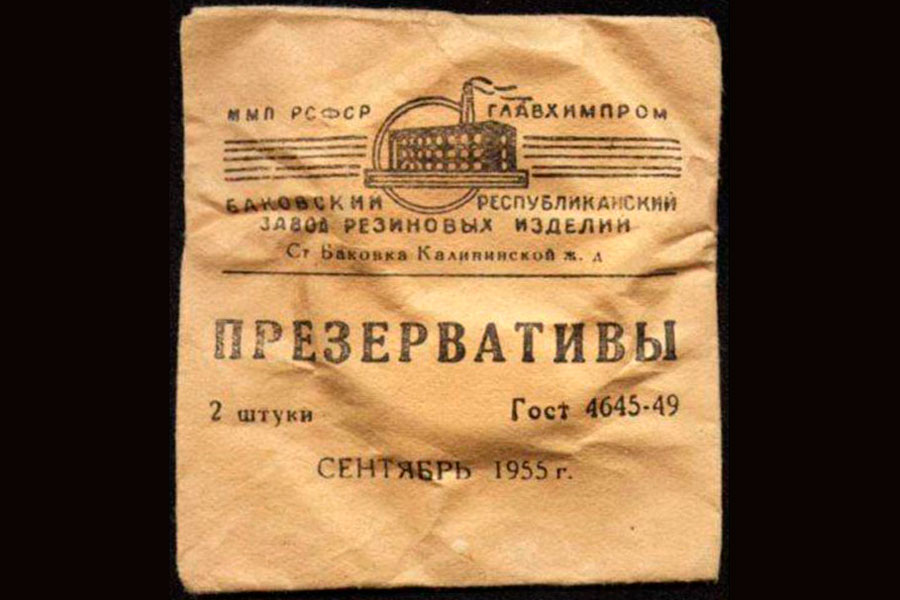 ММП РСФСР ГЛАВХИМПРОМ
БАКОВСКИЙ РЕСПУБЛИКАНСКИЙ
ЗАВОД РЕЗИНОВЫХ ИЗДЕЛИЙ
Ст Баковка Калининской ж. д
ПРЕЗЕРВАТИВЫ
2 штуки Гост 4645-49
СЕНТЯБРЬ 1955 г.